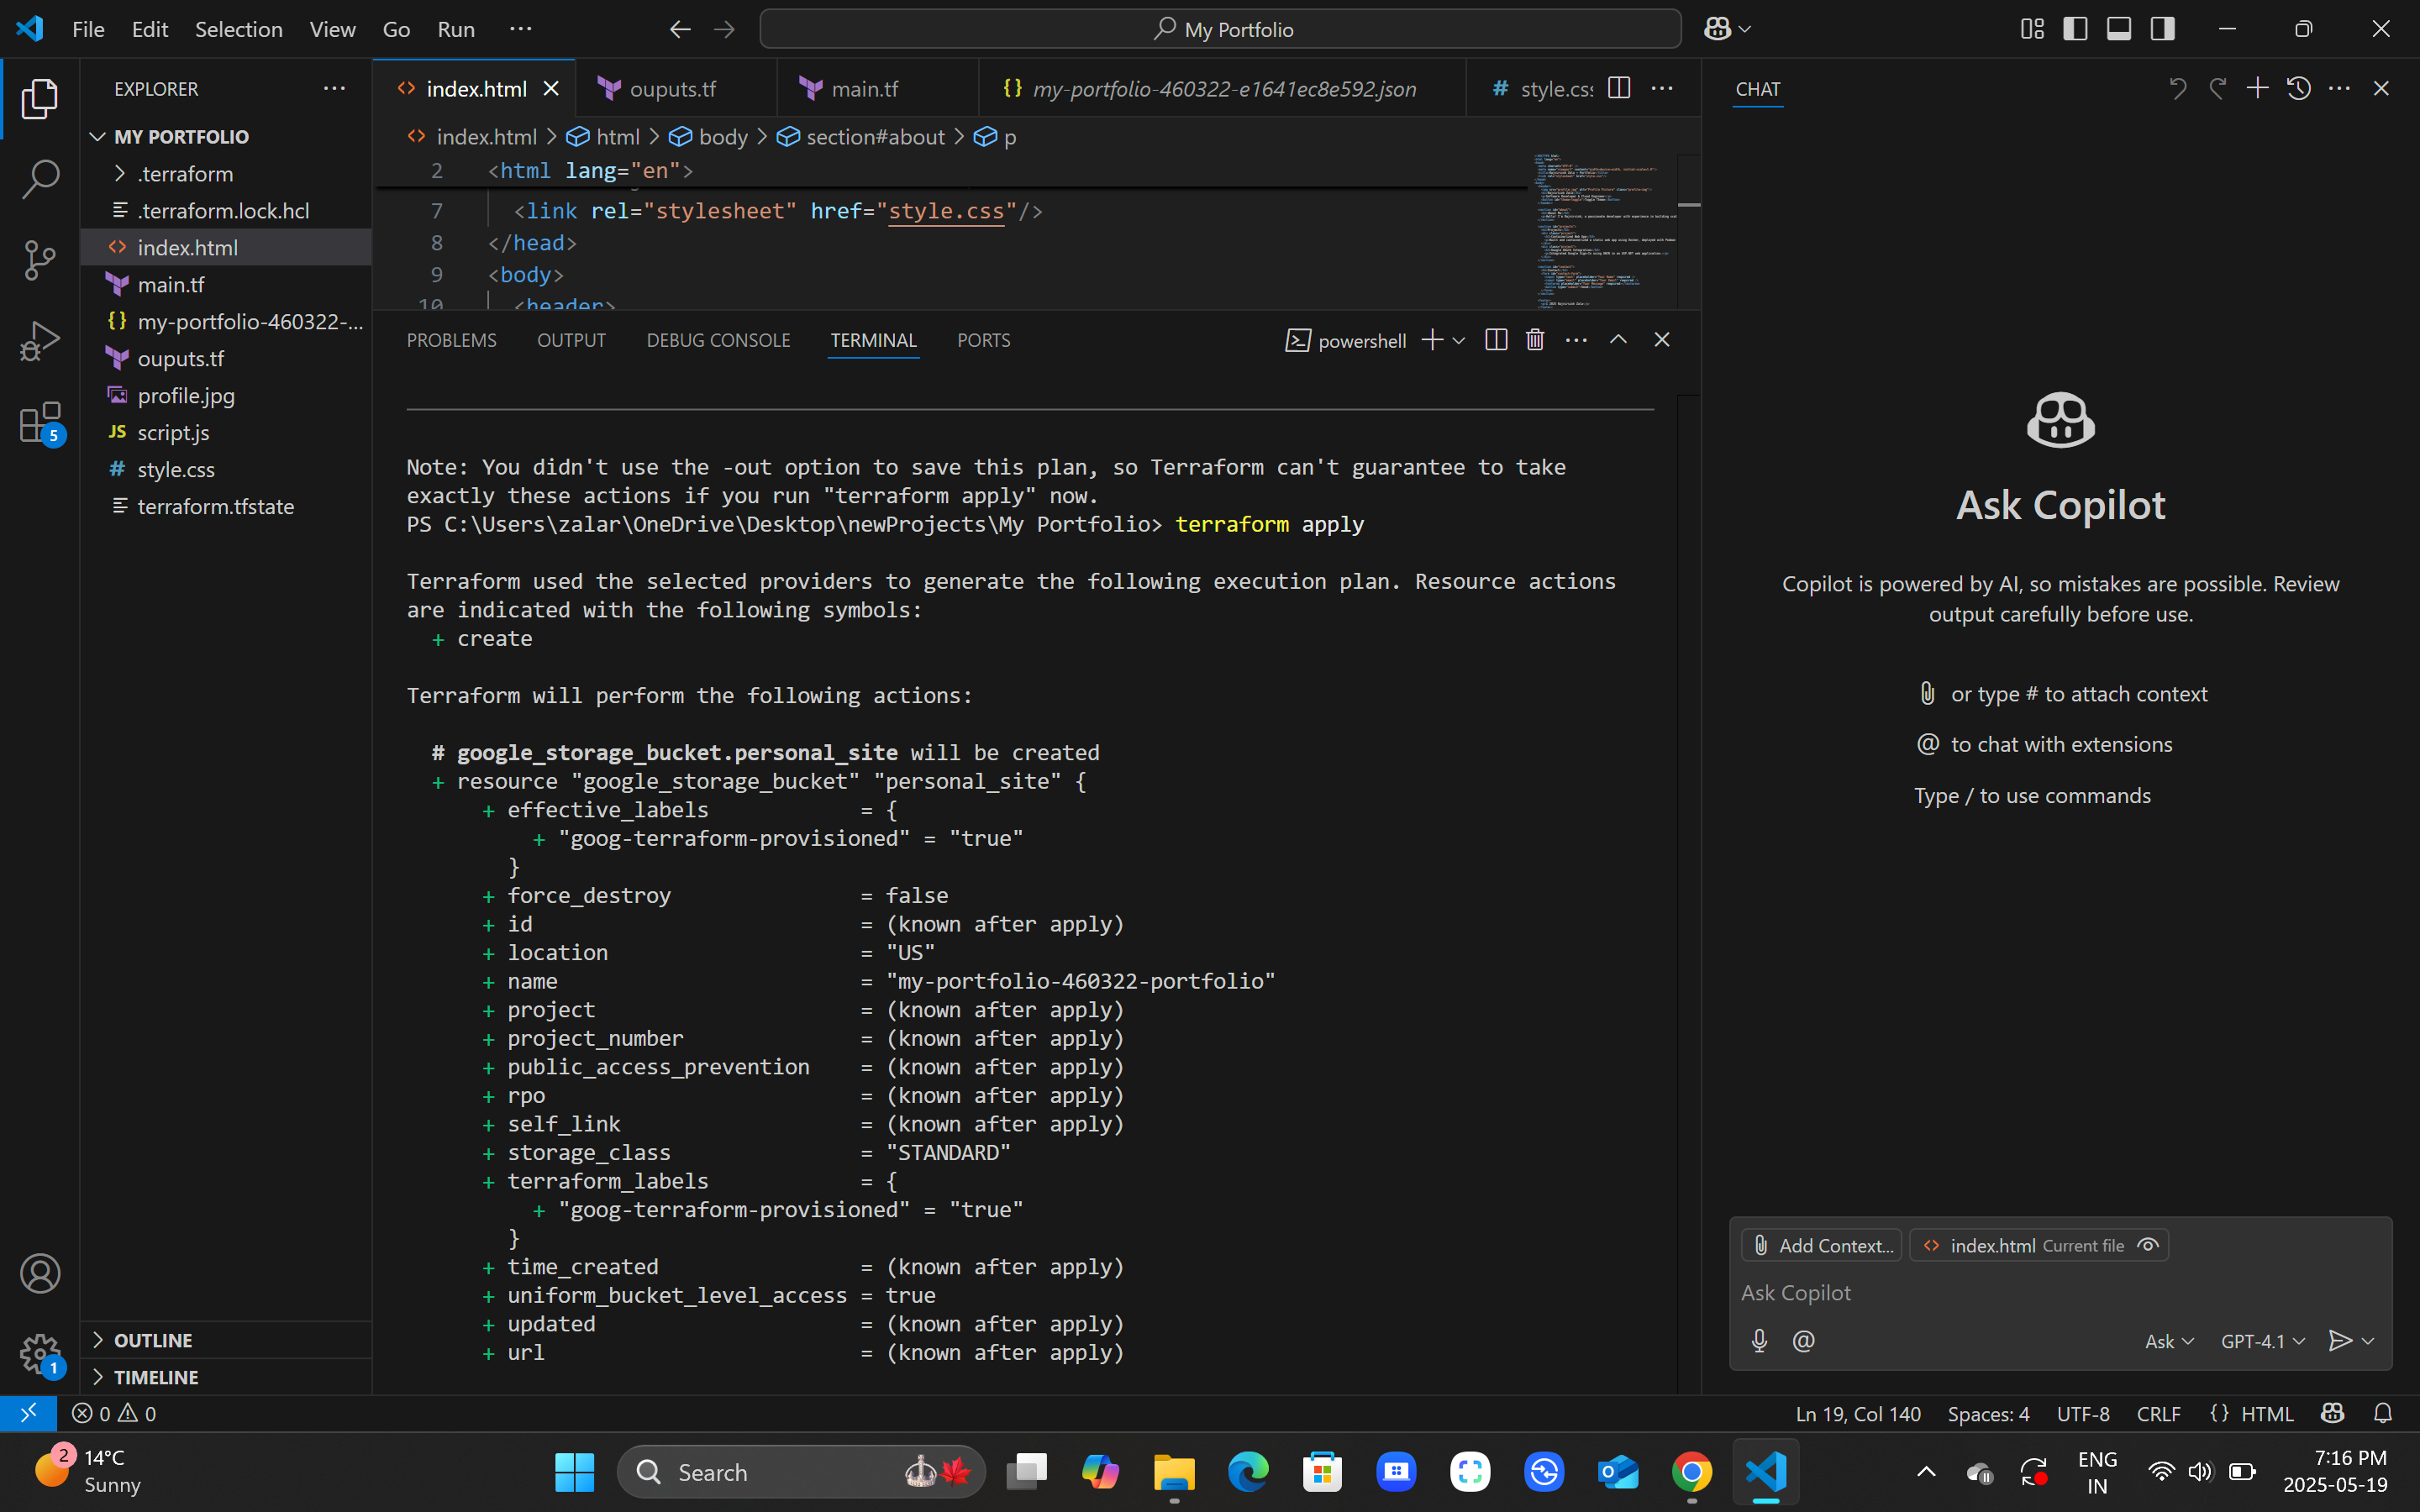 File Edit Selection View Go Run ···
My Portfolio
EXPLORER
MY PORTFOLIO
.terraform
.terraform.lock.hcl
index.html
main.tf
my-portfolio-460322-...
ouputs.tf
profile.jpg
JS script.js
# style.css
terraform.tfstate
5
1
OUTLINE
TIMELINE
index.html
ouputs.tf
main.tf
{} my-portfolio-460322-e1641ec8e592.json
# style.cs
index.html > html > body > section#about > p
2 <html lang="en">
7 <link rel="stylesheet" href="style.css"/>
8 </head>
9 <body>
10 <header>
PROBLEMS OUTPUT DEBUG CONSOLE TERMINAL PORTS
powershell
Note: You didn't use the -out option to save this plan, so Terraform can't guarantee to take
exactly these actions if you run "terraform apply" now.
PS C:\Users\zalar\OneDrive\Desktop\newProjects\My Portfolio> terraform apply
Terraform used the selected providers to generate the following execution plan. Resource actions
are indicated with the following symbols:
+ create
Terraform will perform the following actions:
# google_storage_bucket.personal_site will be created
+ resource "google_storage_bucket" "personal_site" {
+ effective_labels = {
+ "goog-terraform-provisioned" = "true"
}
+ force_destroy = false
+ id = (known after apply)
+ location = "US"
+ name = "my-portfolio-460322-portfolio"
+ project = (known after apply)
+ project_number = (known after apply)
+ public_access_prevention = (known after apply)
+ rpo = (known after apply)
+ self_link = (known after apply)
+ storage_class = "STANDARD"
+ terraform_labels = {
+ "goog-terraform-provisioned" = "true"
}
+ time_created = (known after apply)
+ uniform_bucket_level_access = true
+ updated = (known after apply)
+ url = (known after apply)
CHAT
Ask Copilot
Copilot is powered by AI, so mistakes are possible. Review
output carefully before use.
or type # to attach context
@ to chat with extensions
Type / to use commands
Add Context...
index.html Current file
Ask Copilot
@
Ask
GPT-4.1
0 0
Ln 19, Col 140
Spaces: 4
UTF-8
CRLF
{} HTML
2
14°C
Sunny
Search
ENG
IN
7:16 PM
2025-05-19